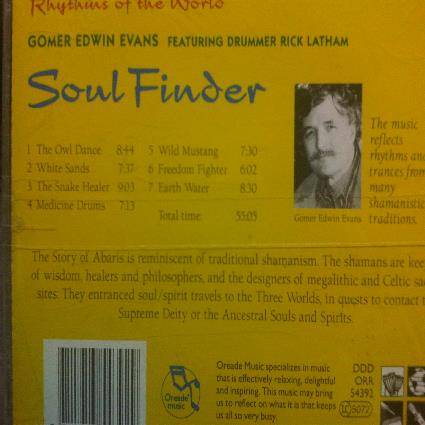 Rhythms of the World
GOMER EDWIN EVANS FEATURING DRUMMER RICK LATHAM
Soul Finder
1 The Owl Dance 8:44
2 White Sands 7:37
3 The Snake Healer 9:03
4 Medicine Drums 7:13
5 Wild Mustang 7:30
6 Freedom Fighter 6:02
7 Earth Water 8:30
Total time 55:05
Gomer Edwin Evans
The music
reflects
rhythms and
trances from
many
shamanistic
traditions.
The Story of Abaris is reminiscent of traditional shamanism. The shamans are kee
of wisdom, healers and philosophers, and the designers of megalithic and Celtic sac
sites. They entranced soul/spirit travels to the Three Worlds, in quests to contact t
Supreme Deity or the Ancestral Souls and Spirits.
Oreade
music
Oreade Music specializes in music
that is effectively relaxing, delightful
and inspiring. This music may bring
us to reflect on what it is that keeps
us all so very busy.
DDD
ORR
54392
LC 5072